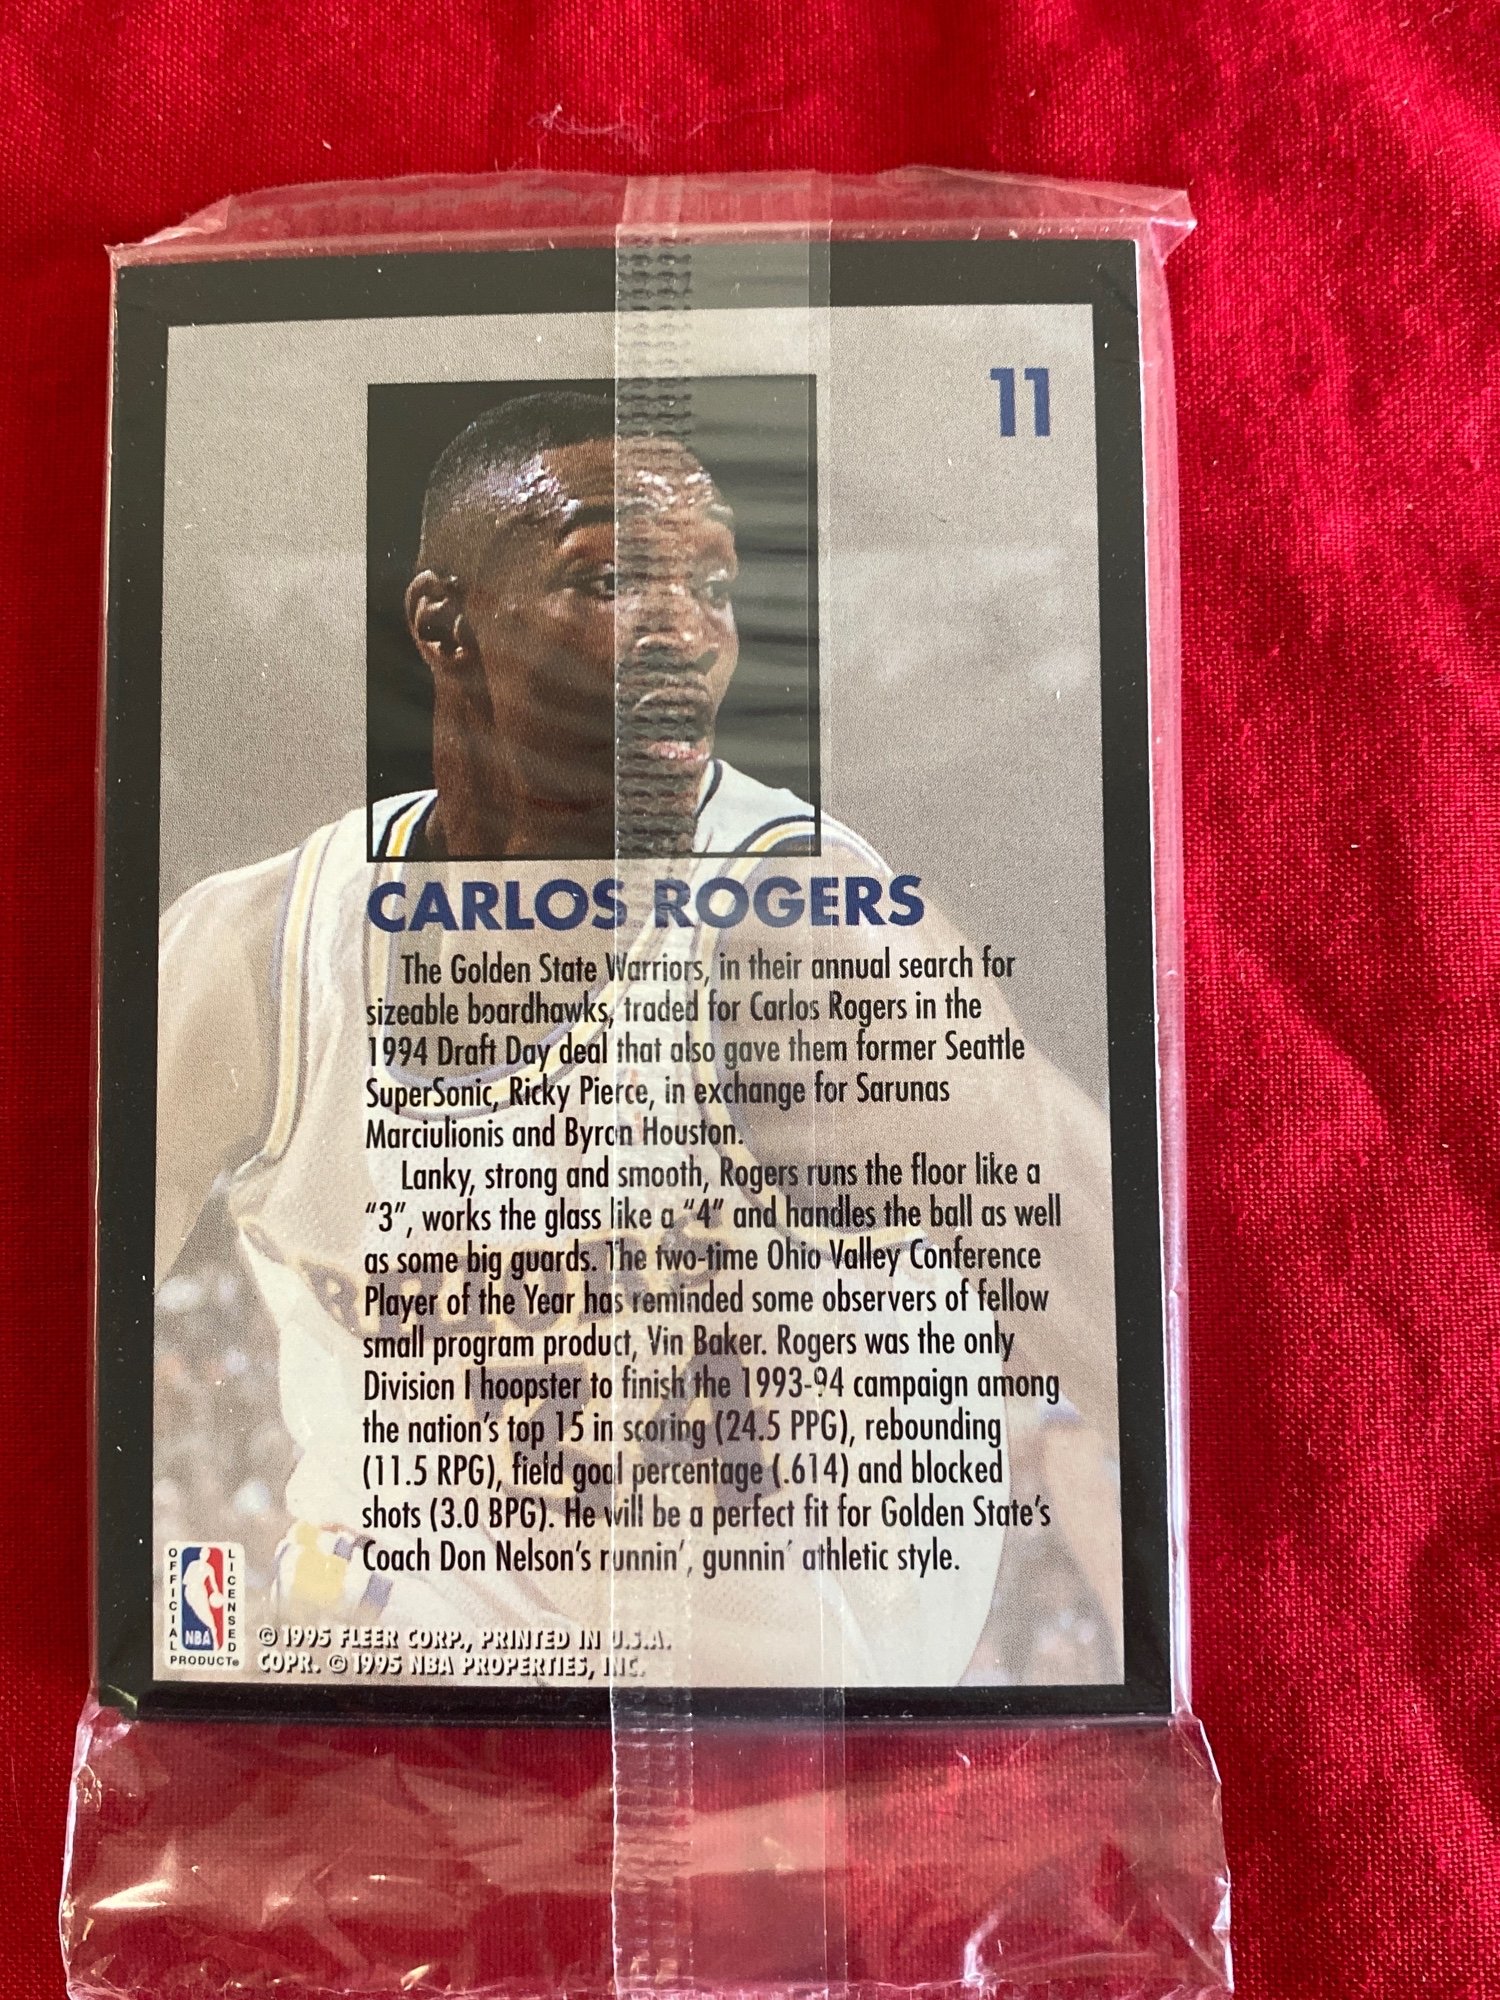 11
CARLOS ROGERS
The Golden State Warriors, in their annual search for
sizeable boardhawks, traded for Carlos Rogers in the
1994 Draft Day deal that also gave them former Seattle
SuperSonic, Ricky Pierce, in exchange for Sarunas
Marciulionis and Byron Houston.
Lanky, strong and smooth, Rogers runs the floor like a
"3", works the glass like a "4" and handles the ball as well
as some big guards. The two-time Ohio Valley Conference
Player of the Year has reminded some observers of fellow
small program product, Vin Baker. Rogers was the only
Division I hoopster to finish the 1993-94 campaign among
the nation's top 15 in scoring (24.5 PPG), rebounding
(11.5 RPG), field goal percentage (.614) and blocked
shots (3.0 BPG). He will be a perfect fit for Golden State's
Coach Don Nelson's runnin', gunnin' athletic style.
OFFICIAL
LICENSED
NBA
PRODUCT®
© 1995 FLEER CORP., PRINTED IN U.S.A.
COPR. © 1995 NBA PROPERTIES, INC.